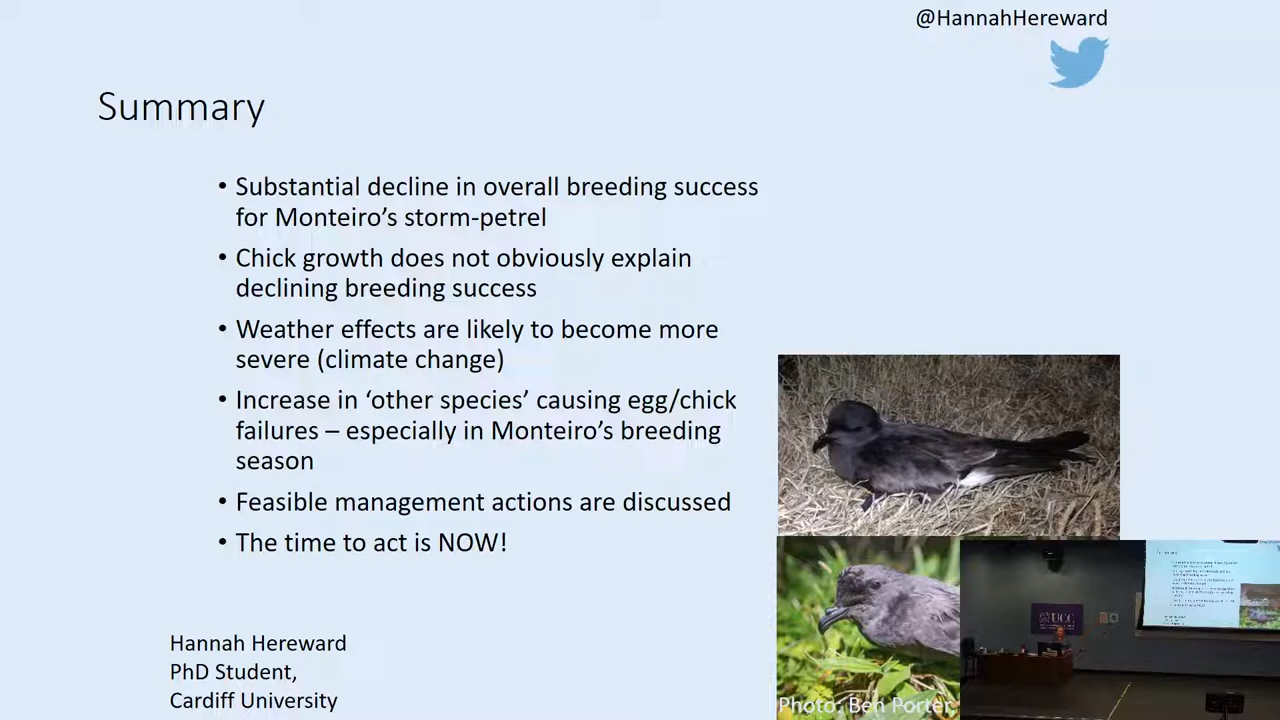 @HannahHereward
Summary
• Substantial decline in overall breeding success
for Monteiro’s storm-petrel
• Chick growth does not obviously explain
declining breeding success
• Weather effects are likely to become more
severe (climate change)
• Increase in ‘other species’ causing egg/chick
failures – especially in Monteiro’s breeding
season
• Feasible management actions are discussed
• The time to act is NOW!
Hannah Hereward
PhD Student,
Cardiff University
Photo: Ben Porter
UCC